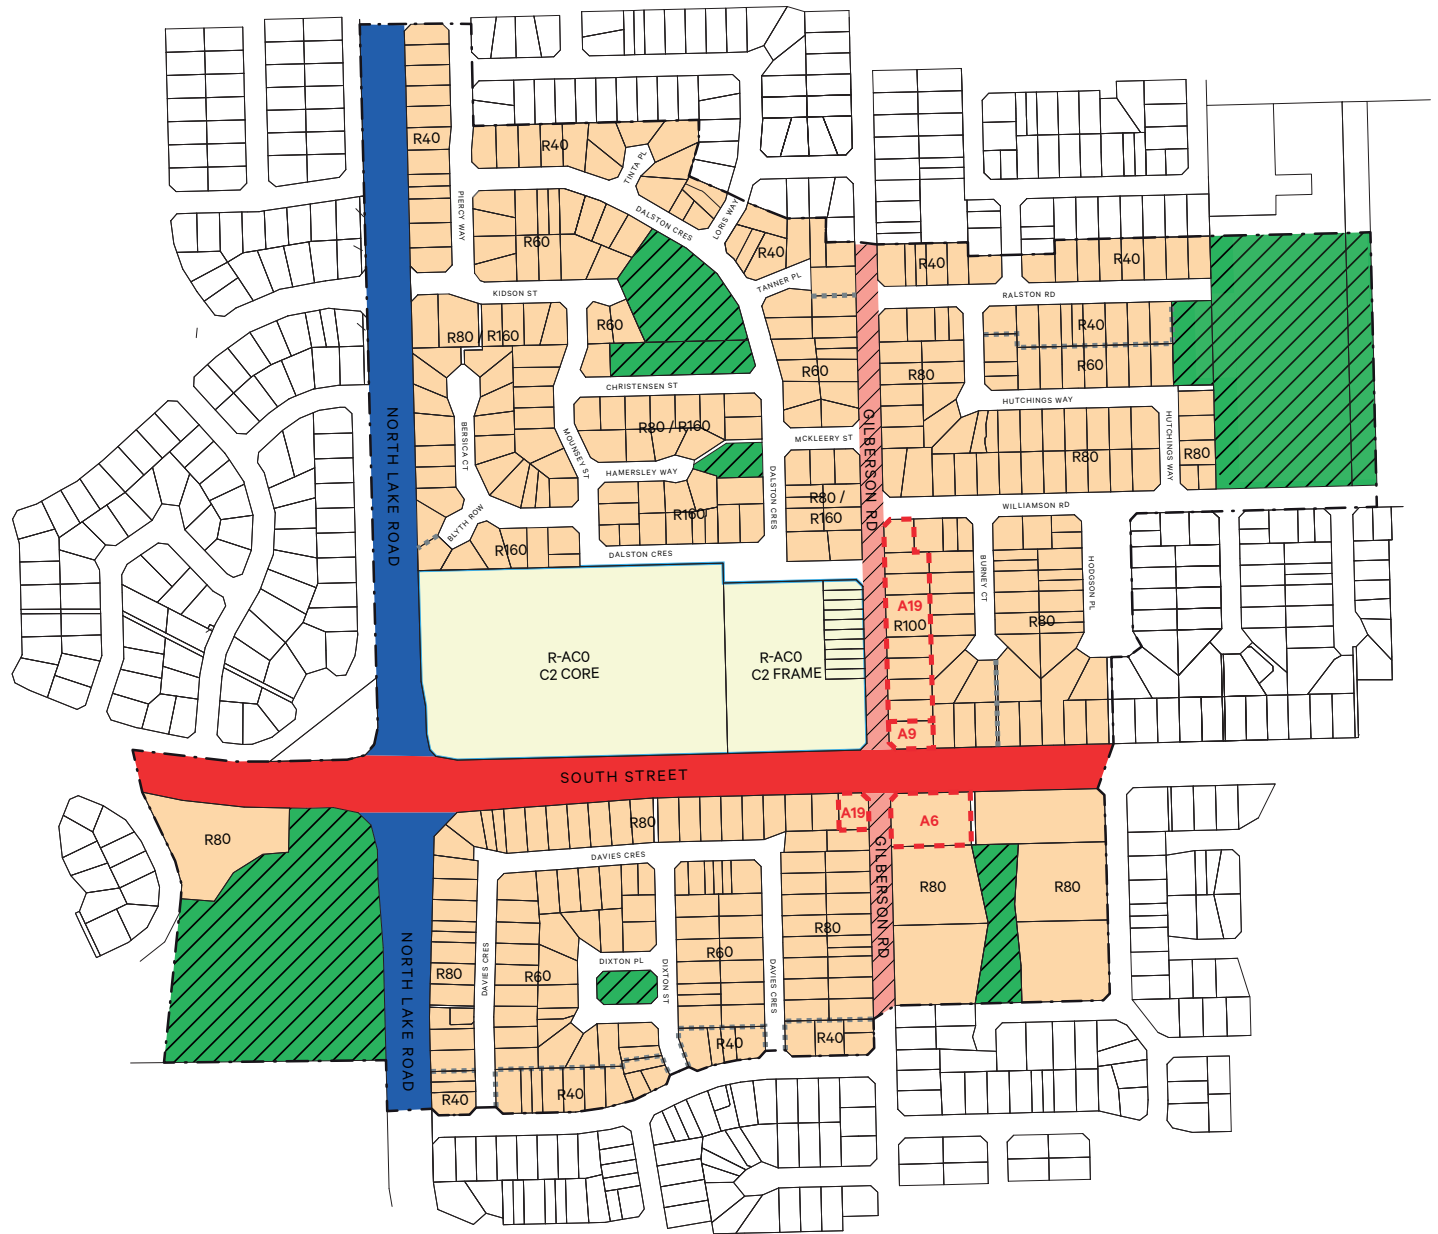 R40
R40
TINTA PL
PIERCY WAY
DALSTON CRES
LORIS WAY
R60
R40
R40
R40
TANNER PL
KIDSON ST
RALSTON RD
R60
R80 / R160
R40
R60
R60
R80
CHRISTENSEN ST
HUTCHINGS WAY
NORTH LAKE ROAD
BERSICA CT
MOUNSEY ST
R80 / R160
MCKLEERY ST
GILBERSON RD
HUTCHINGS WAY
R80
R80
HAMERSLEY WAY
DALSTON CRES
R80 /
R160
R160
WILLIAMSON RD
BLYTH ROW
R160
DALSTON CRES
BURNEY CT
HODGSON PL
A19
R100
R80
R-AC0
C2 CORE
R-AC0
C2 FRAME
A9
SOUTH STREET
R80
R80
A19
A6
DAVIES CRES
GILBERSON RD
R80
R80
NORTH LAKE ROAD
R80
DAVIES CRES
R60
DIXTON PL
DIXTON ST
R60
DAVIES CRES
R80
R40
R40
R40
R40